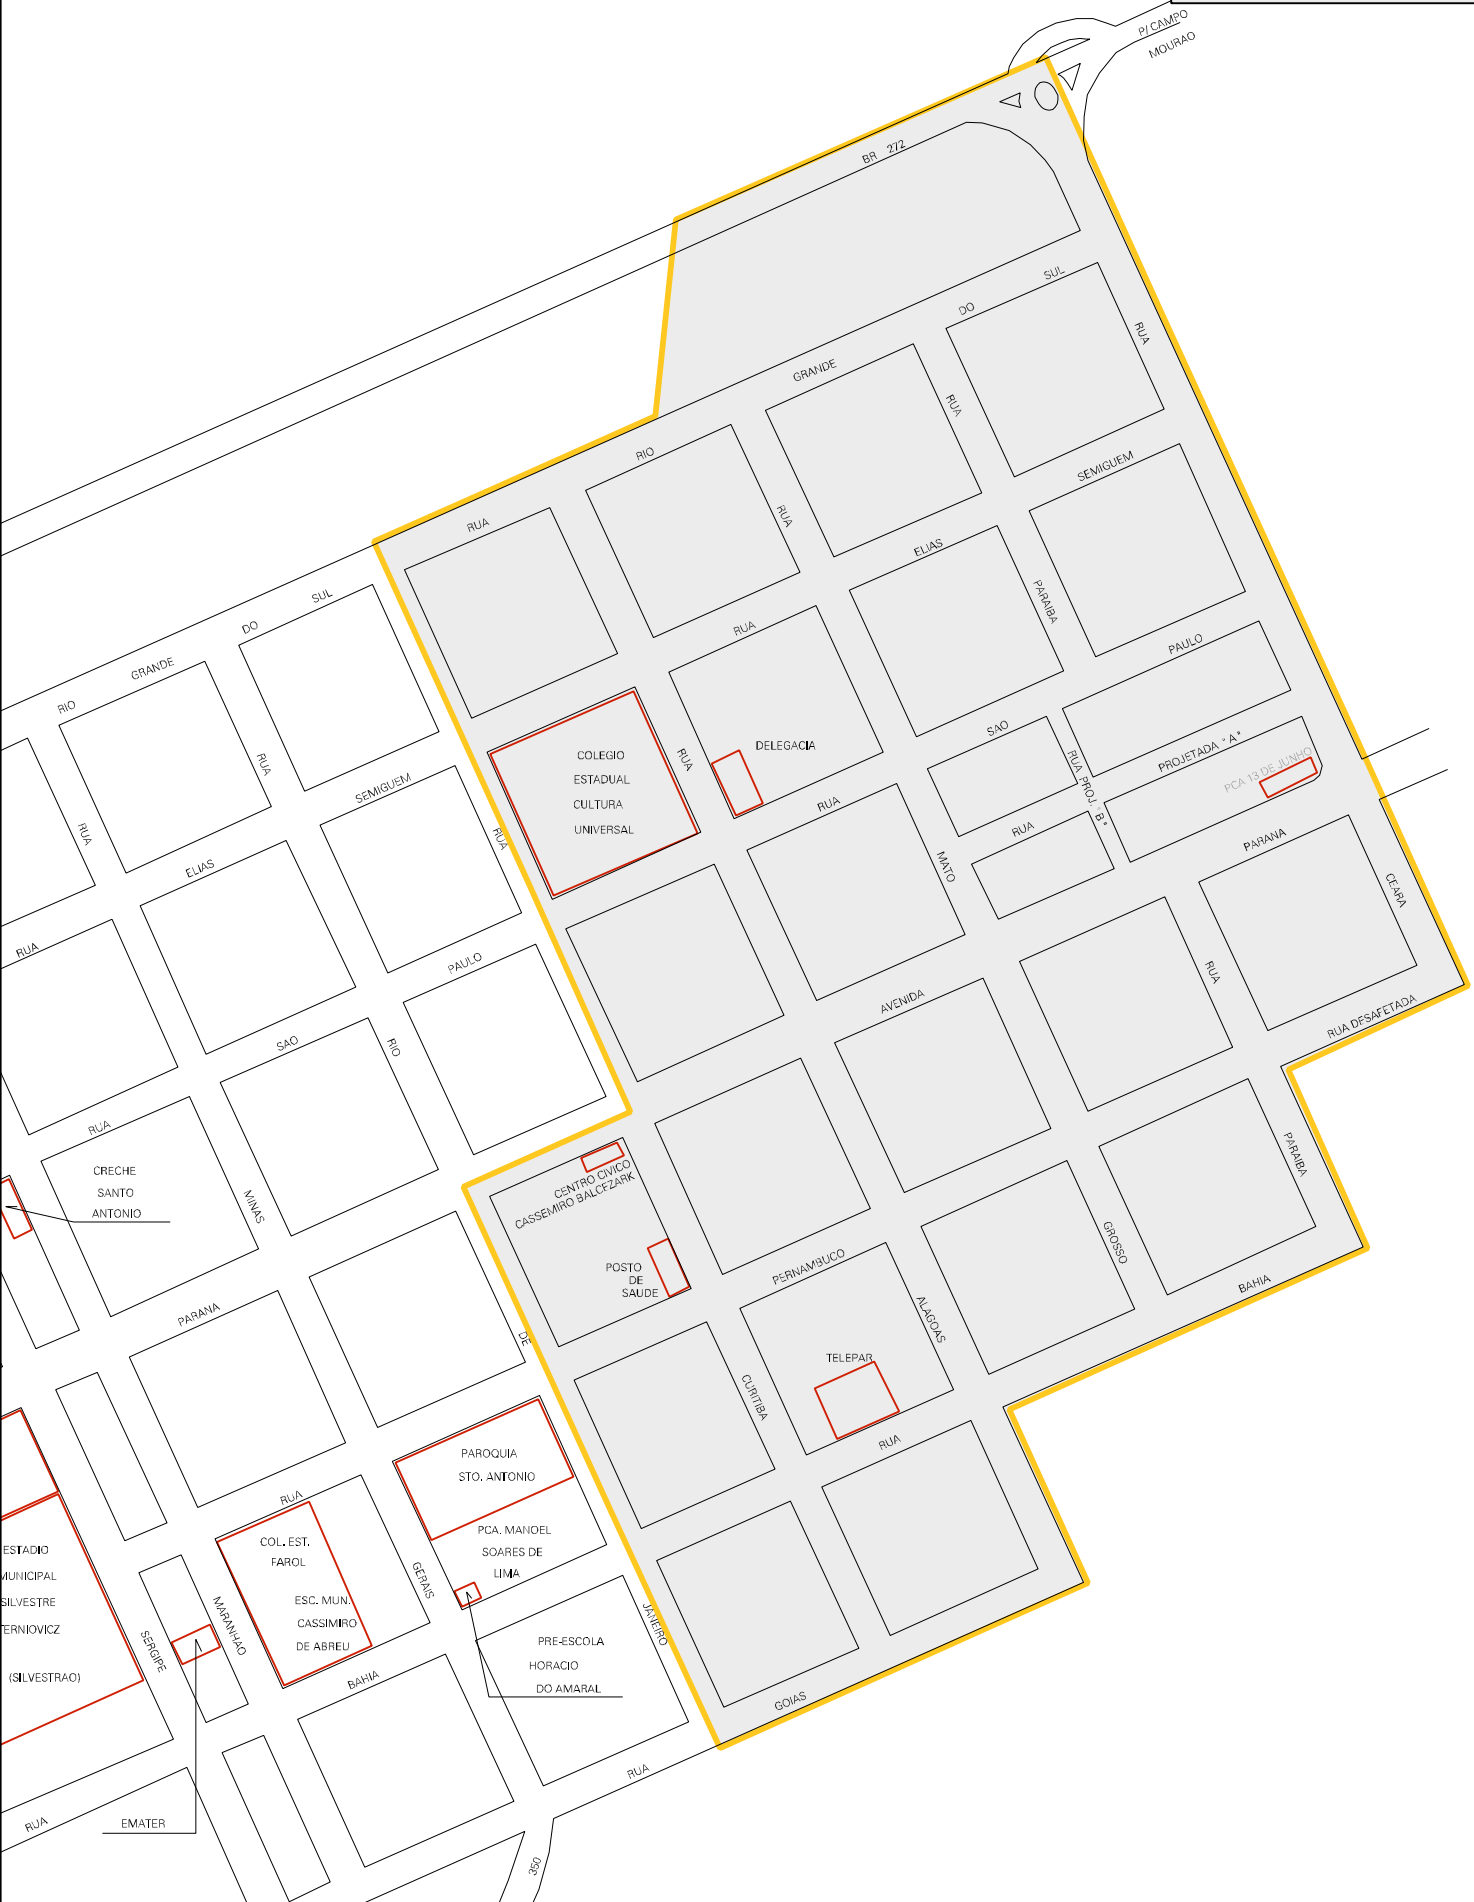 P/ CAMPO
MOURAO
BR 272
SUL
DO
RUA
GRANDE
RUA
RIO
SEMIGUEM
RUA
RUA
ELIAS
PARAIBA
SUL
DO
RUA
PAULO
GRANDE
RIO
SAO
PROJETADA "A"
DELEGACIA
COLEGIO
ESTADUAL
CULTURA
UNIVERSAL
RUA
RUA PROJ. "B"
PCA 13 DE JUNHO
RUA
SEMIGUEM
RUA
RUA
RUA
RUA
PARANA
ELIAS
MATO
CEARA
RUA
PAULO
RUA
AVENIDA
RUA DESAFETADA
SAO
RIO
RUA
PARAIBA
CRECHE
SANTO
ANTONIO
MINAS
CENTRO CIVICO
CASSEMIRO BALCEZARK
GROSSO
POSTO
DE
SAUDE
PERNAMBUCO
BAHIA
PARANA
DE
ALAGOAS
TELEPAR
CURITIBA
RUA
PAROQUIA
STO. ANTONIO
RUA
PCA. MANOEL
SOARES DE
LIMA
COL. EST.
FAROL
ESTADIO
MUNICIPAL
SILVESTRE
TERNIOVICZ
(SILVESTRAO)
GERAIS
ESC. MUN.
CASSIMIRO
DE ABREU
MARANHAO
SERGIPE
JANEIRO
PRE-ESCOLA
HORACIO
DO AMARAL
BAHIA
GOIAS
RUA
EMATER
RUA
350